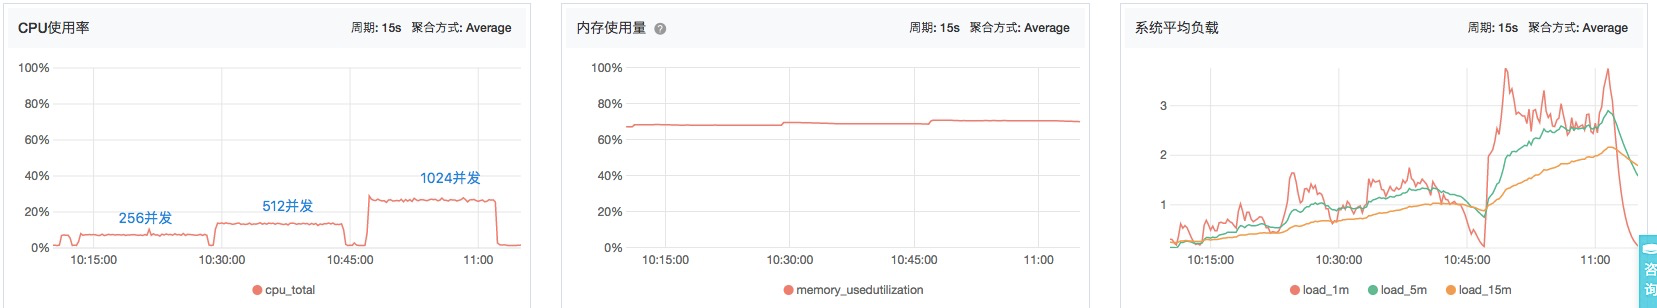 CPU使用率
周期: 15s 聚合方式: Average
100%
80%
60%
40%
20%
0%
1024并发
512并发
256并发
10:15:00
10:30:00
10:45:00
11:00
cpu_total
内存使用量 ?
周期: 15s 聚合方式: Average
100%
80%
60%
40%
20%
0%
10:15:00
10:30:00
10:45:00
11:00
memory_usedutilization
系统平均负载
周期: 15s 聚合方式: Average
3
2
1
10:15:00
10:30:00
10:45:00
11:00
load_1m
load_5m
load_15m
咨
询